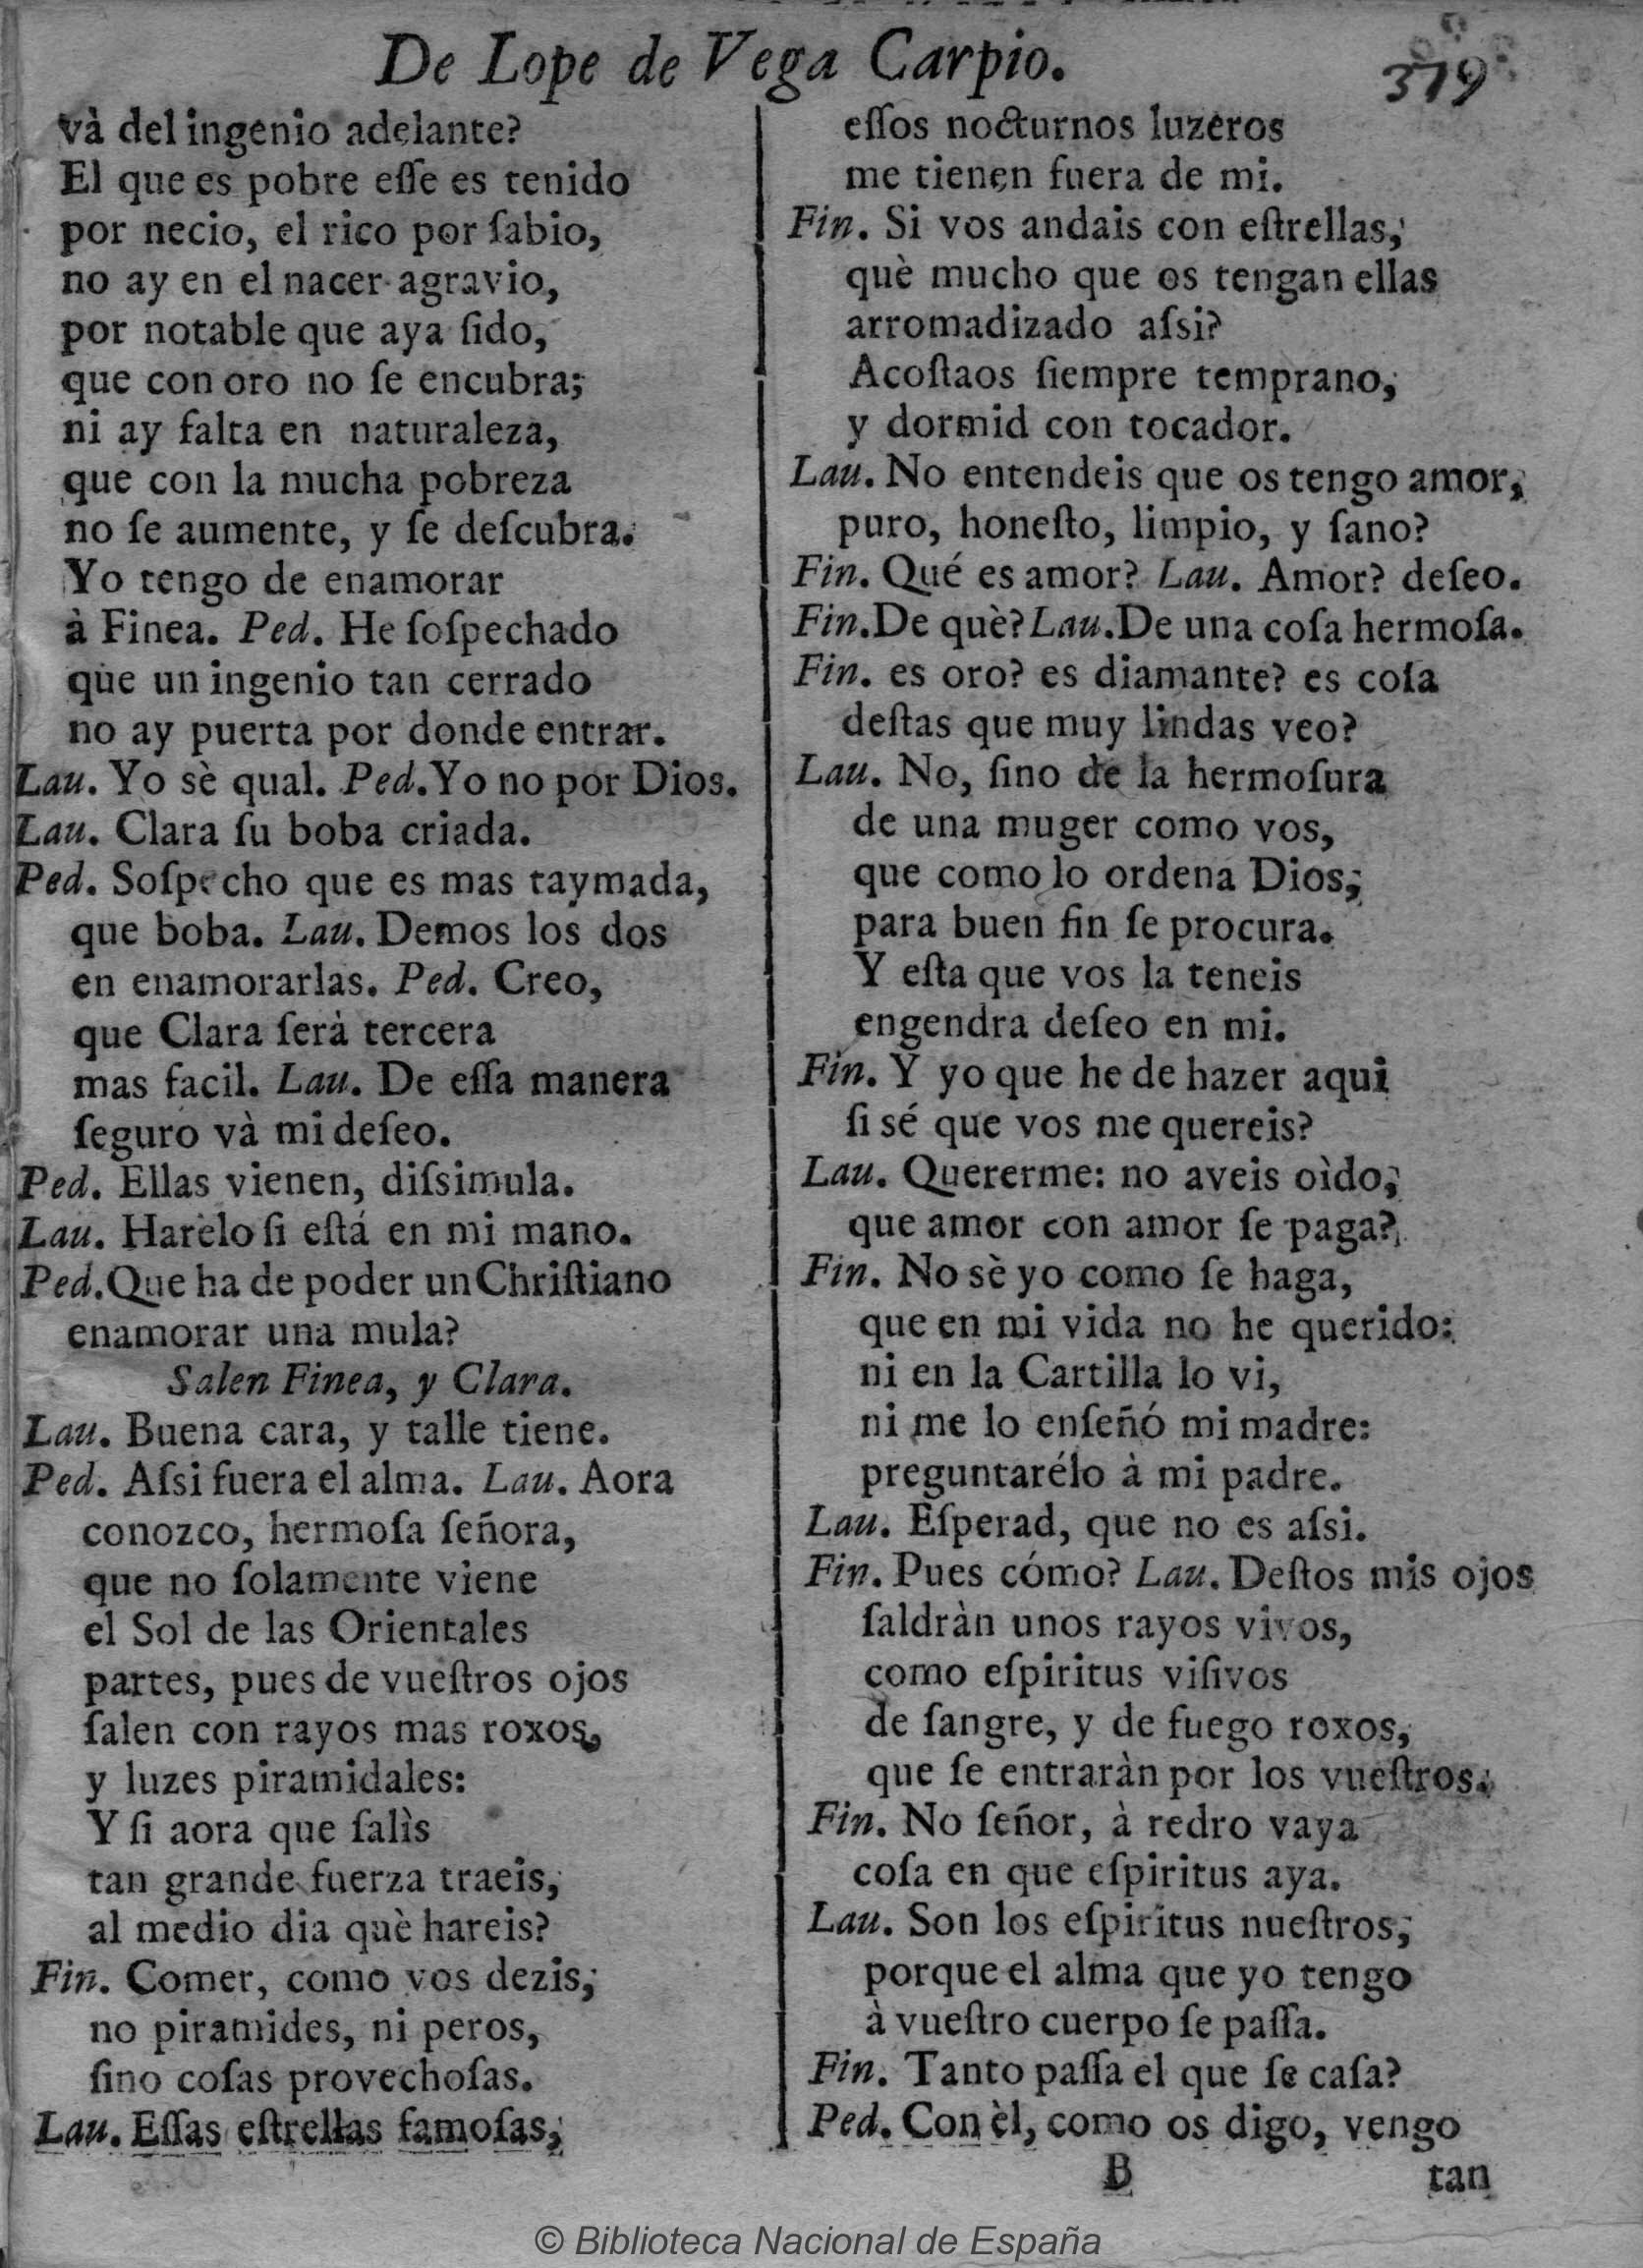 De Lope de Vega Carpio.
379
và del ingenio adelante?
El que es pobre eſſe es tenido
por necio, el rico por ſabio,
no ay en el nacer agravio,
por notable que aya ſido,
que con oro no ſe encubra;
ni ay falta en naturaleza,
que con la mucha pobreza
no ſe aumente, y ſe deſcubra.
Yo tengo de enamorar
à Finea. Ped. He ſoſpechado
que un ingenio tan cerrado
no ay puerta por donde entrar.
Lau. Yo sè qual. Ped. Yo no por Dios.
Lau. Clara ſu boba criada.
Ped. Soſpecho que es mas taymada,
que boba. Lau. Demos los dos
en enamorarlas. Ped. Creo,
que Clara ſerà tercera
mas facil. Lau. De eſſa manera
ſeguro và mi deſeo.
Ped. Ellas vienen, diſsimula.
Lau. Harèlo ſi eſtá en mi mano.
Ped. Que ha de poder un Chriſtiano
enamorar una mula?
Salen Finea, y Clara.
Lau. Buena cara, y talle tiene.
Ped. Aſsi fuera el alma. Lau. Aora
conozco, hermoſa ſeñora,
que no ſolamente viene
el Sol de las Orientales
partes, pues de vueſtros ojos
ſalen con rayos mas roxos,
y luzes piramidales:
Y ſi aora que ſalìs
tan grande fuerza traeis,
al medio dia què hareis?
Fin. Comer, como vos dezis,
no piramides, ni peros,
ſino coſas provechoſas.
Lau. Eſſas eſtrellas famoſas,
eſſos nocturnos luzeros
me tienen fuera de mi.
Fin. Si vos andais con eſtrellas,
què mucho que os tengan ellas
arromadizado aſsi?
Acoſtaos ſiempre temprano,
y dormid con tocador.
Lau. No entendeis que os tengo amor,
puro, honeſto, limpio, y ſano?
Fin. Qué es amor? Lau. Amor? deſeo.
Fin. De què? Lau. De una coſa hermoſa.
Fin. es oro? es diamante? es coſa
deſtas que muy lindas veo?
Lau. No, ſino de la hermoſura
de una muger como vos,
que como lo ordena Dios,
para buen fin ſe procura.
Y eſta que vos la teneis
engendra deſeo en mi.
Fin. Y yo que he de hazer aqui
ſi sé que vos me quereis?
Lau. Quererme: no aveis oìdo,
que amor con amor ſe paga?
Fin. No sè yo como ſe haga,
que en mi vida no he querido:
ni en la Cartilla lo vi,
ni me lo enſeñó mi madre:
preguntarélo à mi padre.
Lau. Eſperad, que no es aſsi.
Fin. Pues cómo? Lau. Deſtos mis ojos
ſaldràn unos rayos vivos,
como eſpiritus viſivos
de ſangre, y de fuego roxos,
que ſe entraràn por los vueſtros.
Fin. No ſeñor, à redro vaya
coſa en que eſpiritus aya.
Lau. Son los eſpiritus nueſtros,
porque el alma que yo tengo
à vueſtro cuerpo ſe paſſa.
Fin. Tanto paſſa el que ſe caſa?
Ped. Con èl, como os digo, vengo
B
tan
© Biblioteca Nacional de España